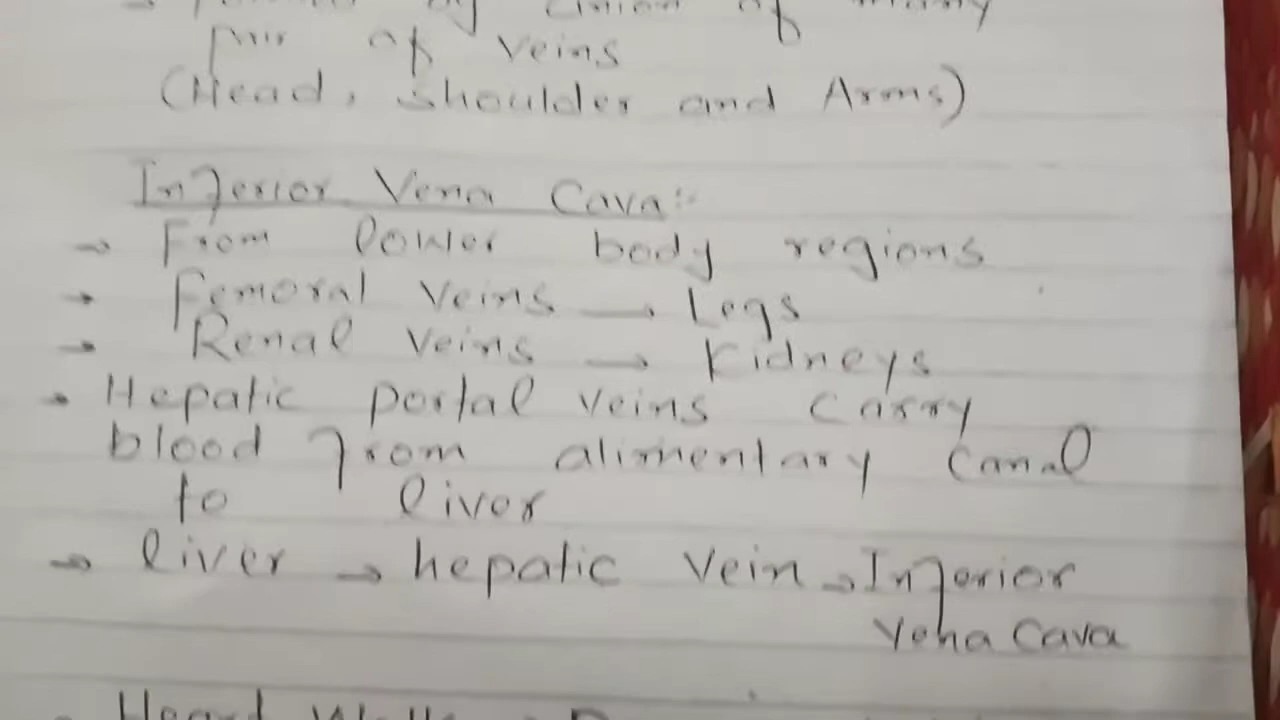 of
of veins
(Head, shoulder and Arms)
Inferior Vena Cava:-
→ From lower body regions
→ Femoral veins → Legs
→ Renal veins → Kidneys
→ Hepatic portal veins carry
blood from alimentary canal
to liver
→ liver → hepatic vein → Inferior
Vena Cava